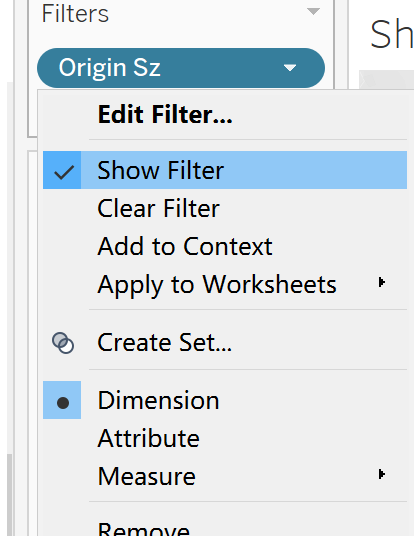 Filters
Sh
Origin Sz
Edit Filter...
Show Filter
Clear Filter
Add to Context
Apply to Worksheets
Create Set...
Dimension
Attribute
Measure
Remove